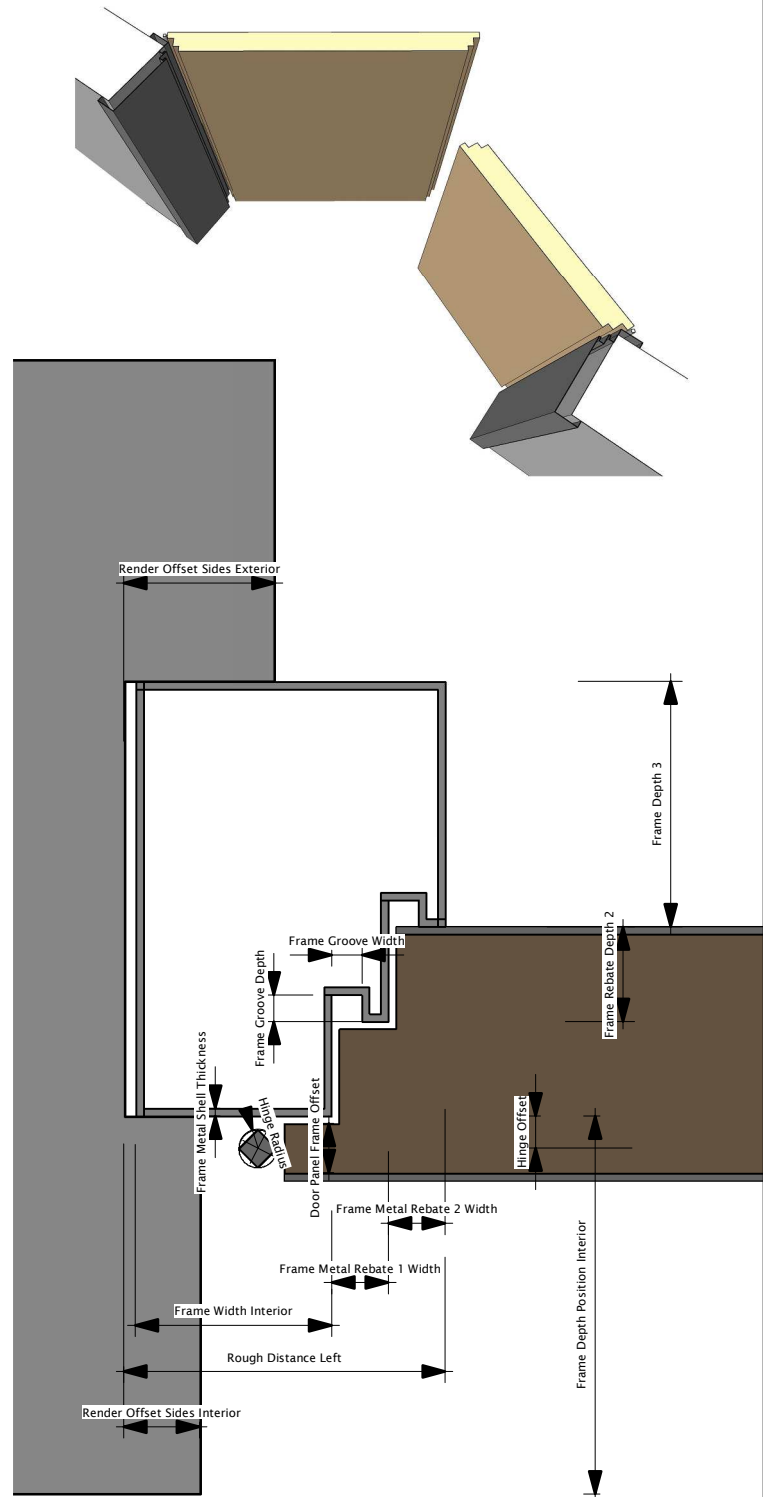 Render Offset Sides Exterior
Frame Depth 3
Frame Groove Width
Frame Groove Depth
Frame Rebate Depth 2
Frame Metal Shell Thickness
Hinge Radius
Door Panel Frame Offset
Hinge Offset
Frame Metal Rebate 2 Width
Frame Metal Rebate 1 Width
Frame Width Interior
Frame Depth Position Interior
Rough Distance Left
Render Offset Sides Interior